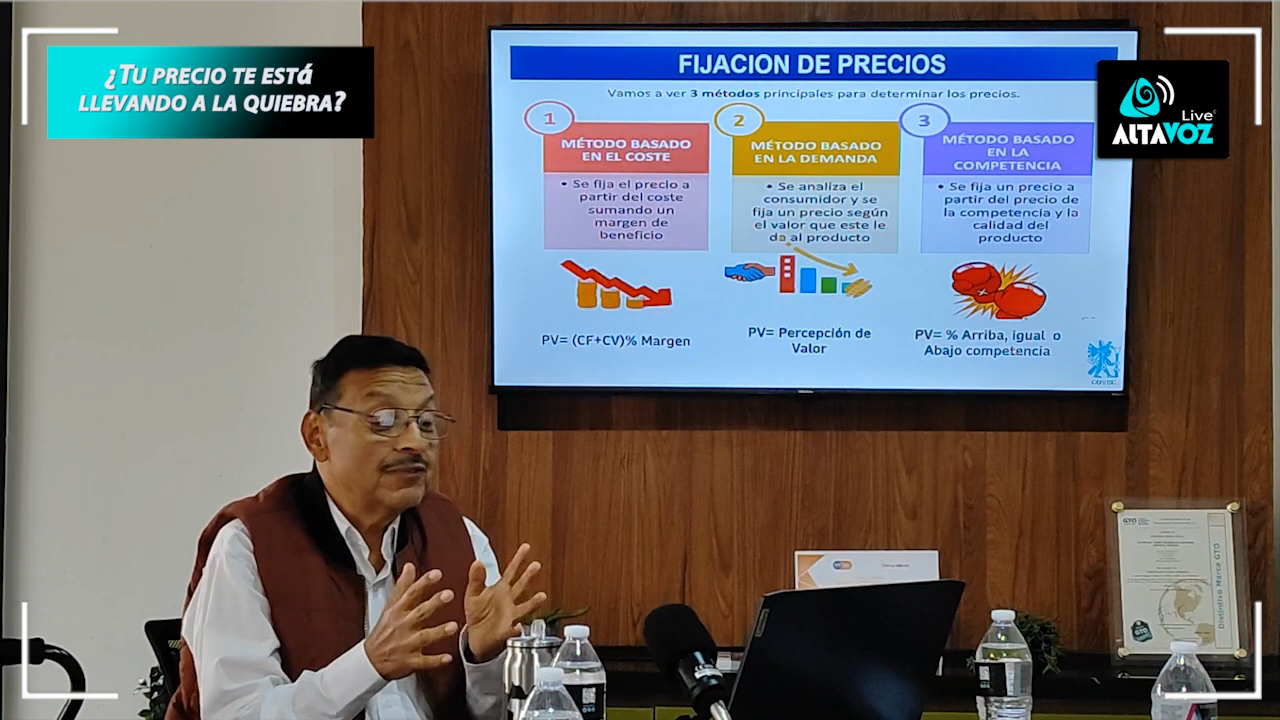 ¿TU PRECIO TE ESTá
LLEVANDO A LA QUIEBRA?
FIJACION DE PRECIOS
Vamos a ver 3 métodos principales para determinar los precios.
1
MÉTODO BASADO
EN EL COSTE
• Se fija el precio a
partir del coste
sumando un
margen de
beneficio
PV= (CF+CV)% Margen
2
MÉTODO BASADO
EN LA DEMANDA
• Se analiza el
consumidor y se
fija un precio según
el valor que este le
da al producto
PV= Percepción de
Valor
3
MÉTODO BASADO
EN LA
COMPETENCIA
• Se fija un precio a
partir del precio de
la competencia y la
calidad del
producto
PV= % Arriba, igual o
Abajo competencia
Live
ALTAVOZ
GTO
Distintivo Marca GTO
GTO